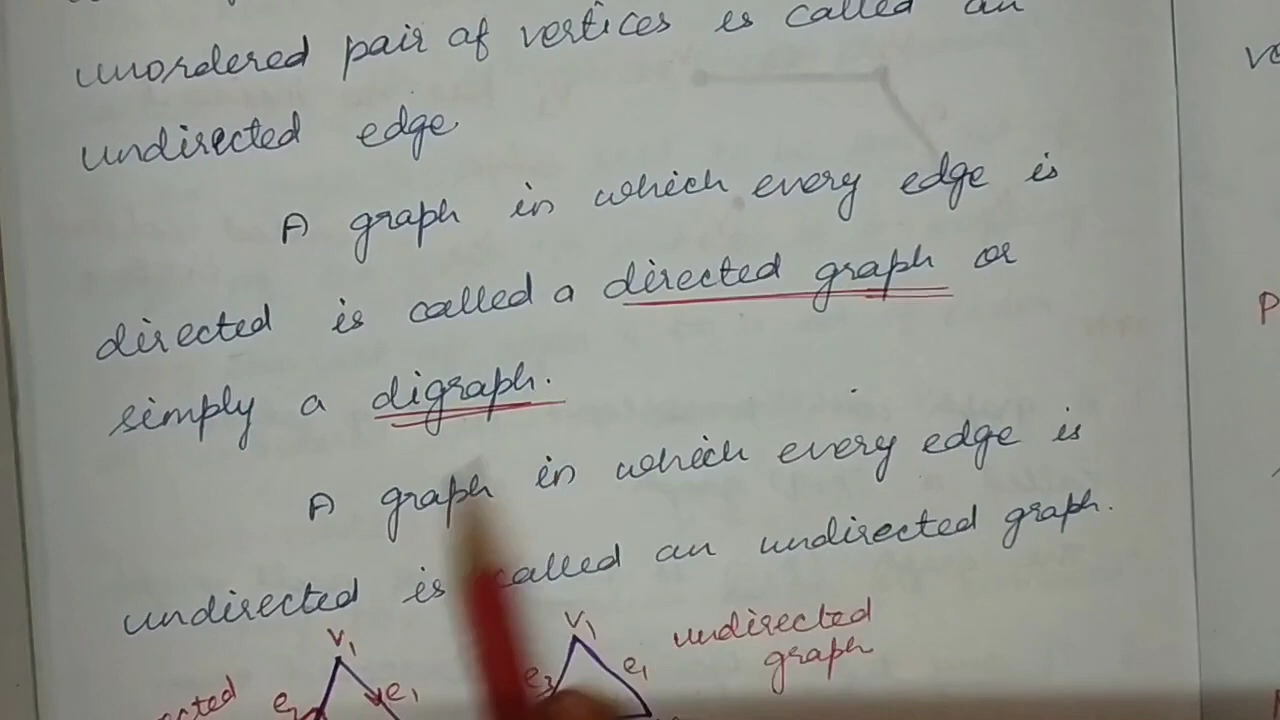 unordered pair of vertices is called an
undirected edge
A graph in which every edge is
directed is called a directed graph or
simply a digraph.
A graph in which every edge is
undirected is called an undirected graph.
V1 V1 undirected
graph
e1 e3 e1